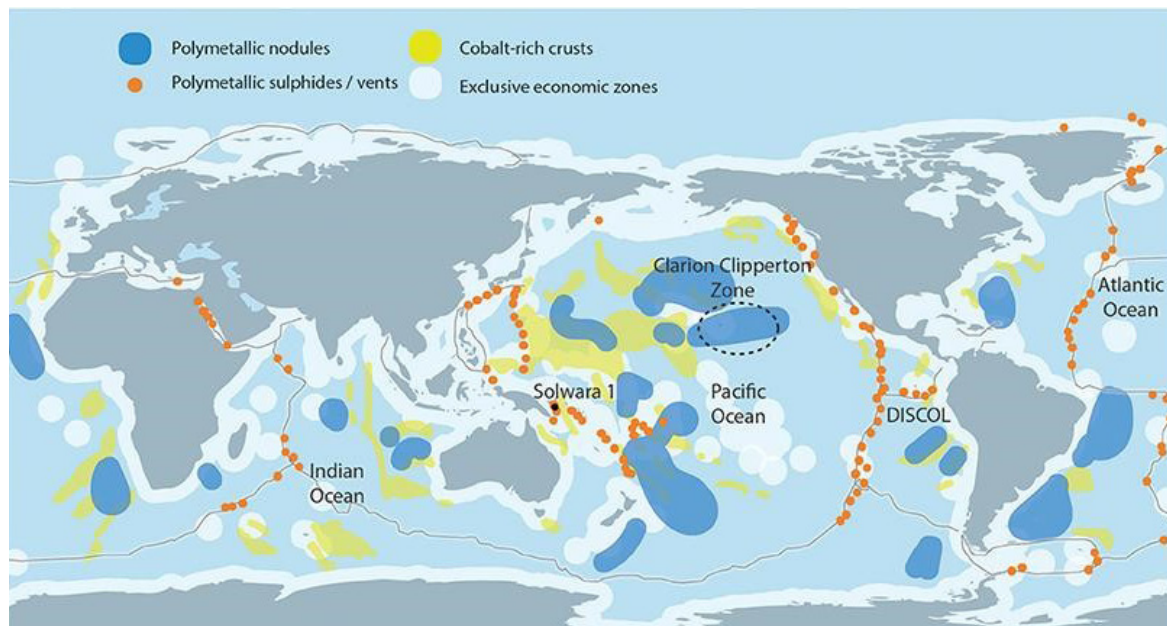 Polymetallic nodules
Cobalt-rich crusts
Polymetallic sulphides / vents
Exclusive economic zones
Clarion Clipperton
Zone
Atlantic
Ocean
Solwara 1
Pacific
Ocean
DISCOL
Indian
Ocean